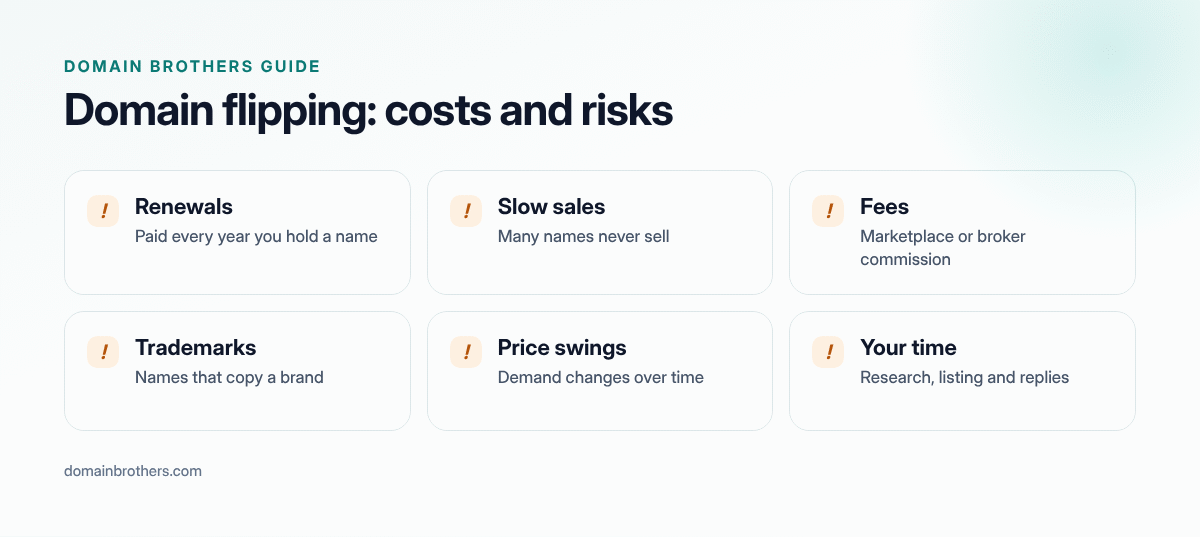 DOMAIN BROTHERS GUIDE
Domain flipping: costs and risks
!
Renewals
Paid every year you hold a name
!
Slow sales
Many names never sell
!
Fees
Marketplace or broker
commission
!
Trademarks
Names that copy a brand
!
Price swings
Demand changes over time
!
Your time
Research, listing and replies
domainbrothers.com